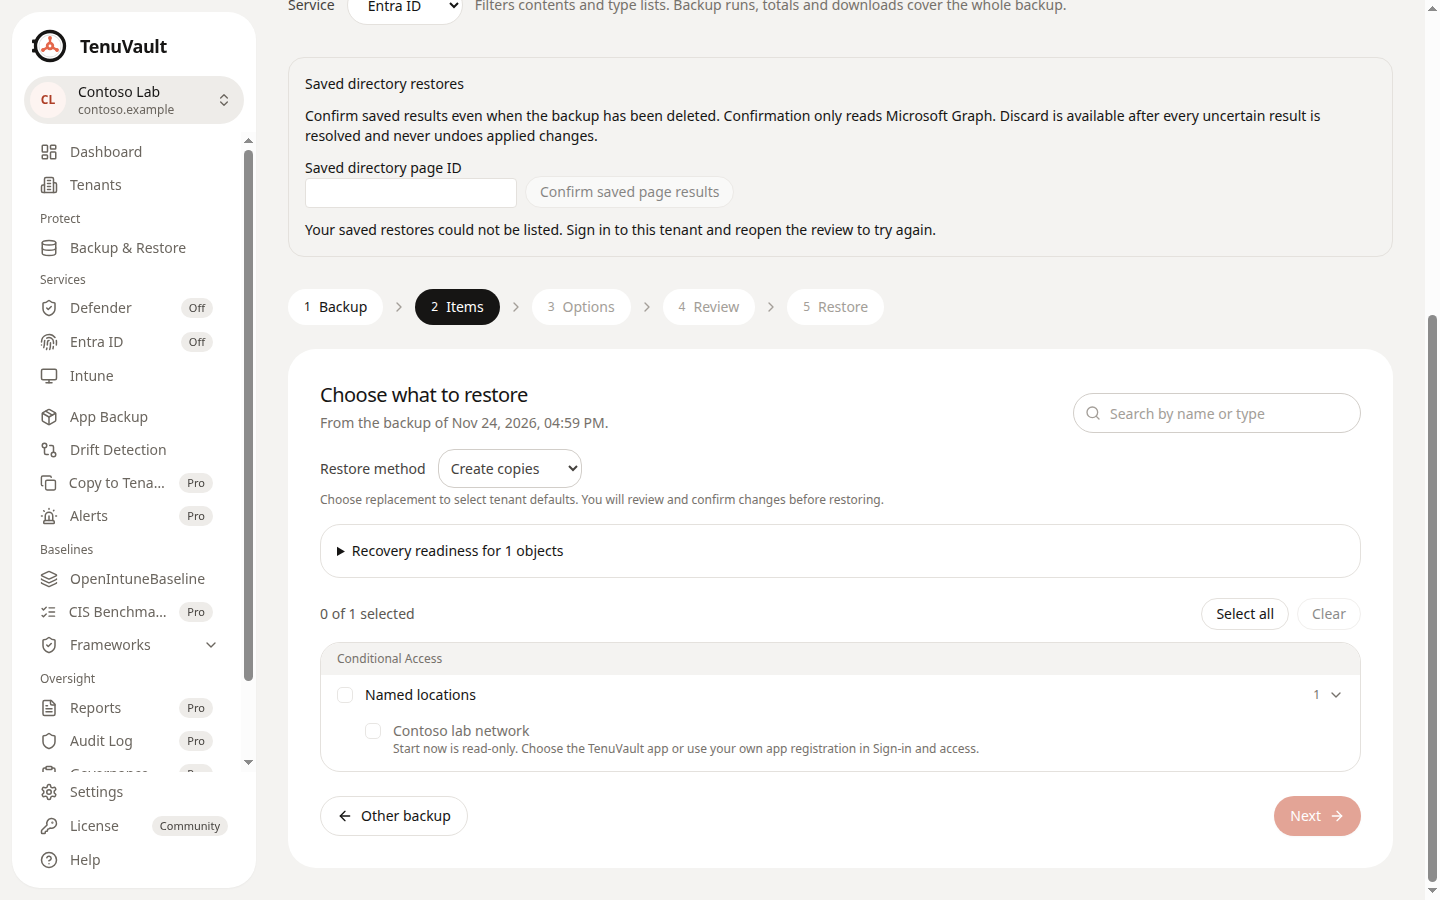 TenuVault
CL
Contoso Lab
contoso.example
Dashboard
Tenants
Protect
Backup & Restore
Services
Defender Off
Entra ID Off
Intune
App Backup
Drift Detection
Copy to Tena... Pro
Alerts Pro
Baselines
OpenIntuneBaseline
CIS Benchma... Pro
Frameworks
Oversight
Reports Pro
Audit Log Pro
Settings
License Community
Help
Service Entra ID Filters contents and type lists. Backup runs, totals and downloads cover the whole backup.
Saved directory restores
Confirm saved results even when the backup has been deleted. Confirmation only reads Microsoft Graph. Discard is available after every uncertain result is
resolved and never undoes applied changes.
Saved directory page ID
Confirm saved page results
Your saved restores could not be listed. Sign in to this tenant and reopen the review to try again.
1 Backup 2 Items 3 Options 4 Review 5 Restore
Choose what to restore
From the backup of Nov 24, 2026, 04:59 PM.
Search by name or type
Restore method Create copies
Choose replacement to select tenant defaults. You will review and confirm changes before restoring.
Recovery readiness for 1 objects
0 of 1 selected
Select all Clear
Conditional Access
Named locations 1
Contoso lab network
Start now is read-only. Choose the TenuVault app or use your own app registration in Sign-in and access.
Other backup
Next